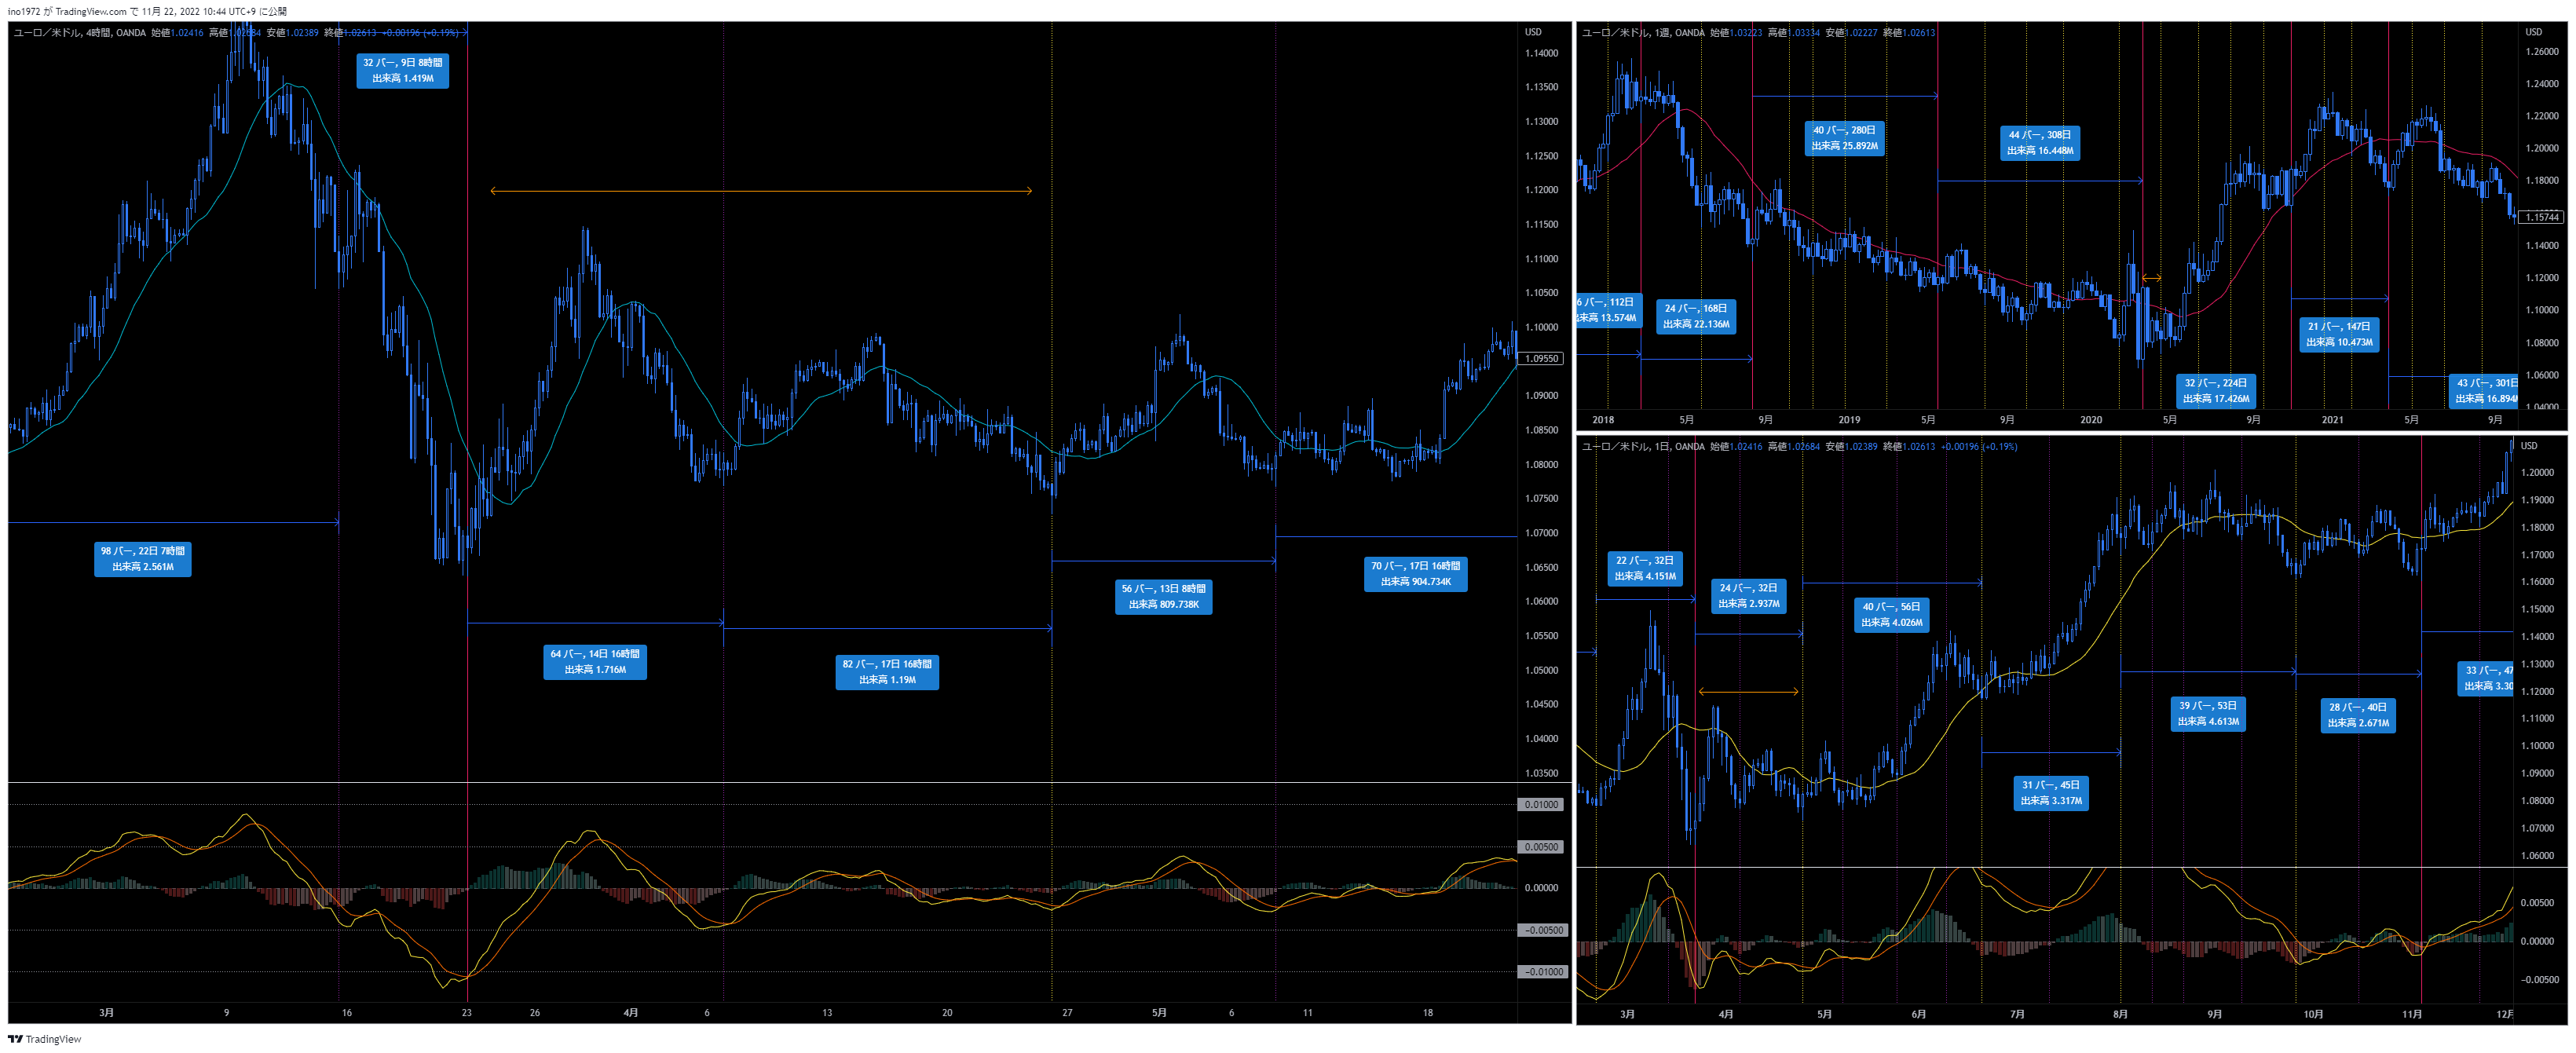 ino1972 が TradingView.com で 11月 22, 2022 10:44 UTC+9 に公開
ユーロ／米ドル, 4時間, OANDA 始値1.02416 高値1.02684 安値1.02389 終値1.02613 +0.00196 (+0.19%)
32 バー, 9日 8時間
出来高 1.419M
98 バー, 22日 7時間
出来高 2.561M
64 バー, 14日 16時間
出来高 1.716M
82 バー, 17日 16時間
出来高 1.19M
56 バー, 13日 8時間
出来高 809.738K
70 バー, 17日 16時間
出来高 904.734K
USD
1.14000
1.13500
1.13000
1.12500
1.12000
1.11500
1.11000
1.10500
1.10000
1.09550
1.09000
1.08500
1.08000
1.07500
1.07000
1.06500
1.06000
1.05500
1.05000
1.04500
1.04000
1.03500
0.01000
0.00500
0.00000
−0.00500
−0.01000
3月 9 16 23 26 4月 6 13 20 27 5月 6 11 18
ユーロ／米ドル, 1週, OANDA 始値1.03223 高値1.03334 安値1.02227 終値1.02613
40 バー, 280日
出来高 25.892M
44 バー, 308日
出来高 16.448M
6 バー, 112日
出来高 13.574M
24 バー, 168日
出来高 22.136M
21 バー, 147日
出来高 10.473M
32 バー, 224日
出来高 17.426M
43 バー, 301日
出来高 16.894M
USD
1.26000
1.24000
1.22000
1.20000
1.18000
1.15744
1.14000
1.12000
1.10000
1.08000
1.06000
1.04000
2018 5月 9月 2019 5月 9月 2020 5月 9月 2021 5月 9月
ユーロ／米ドル, 1日, OANDA 始値1.02416 高値1.02684 安値1.02389 終値1.02613 +0.00196 (+0.19%)
22 バー, 32日
出来高 4.151M
24 バー, 32日
出来高 2.937M
40 バー, 56日
出来高 4.026M
31 バー, 45日
出来高 3.317M
39 バー, 53日
出来高 4.613M
28 バー, 40日
出来高 2.671M
33 バー, 47
出来高 3.30
USD
1.20000
1.19000
1.18000
1.17000
1.16000
1.15000
1.14000
1.13000
1.12000
1.11000
1.10000
1.09000
1.08000
1.07000
1.06000
0.00500
0.00000
−0.00500
3月 4月 5月 6月 7月 8月 9月 10月 11月 12月
TradingView